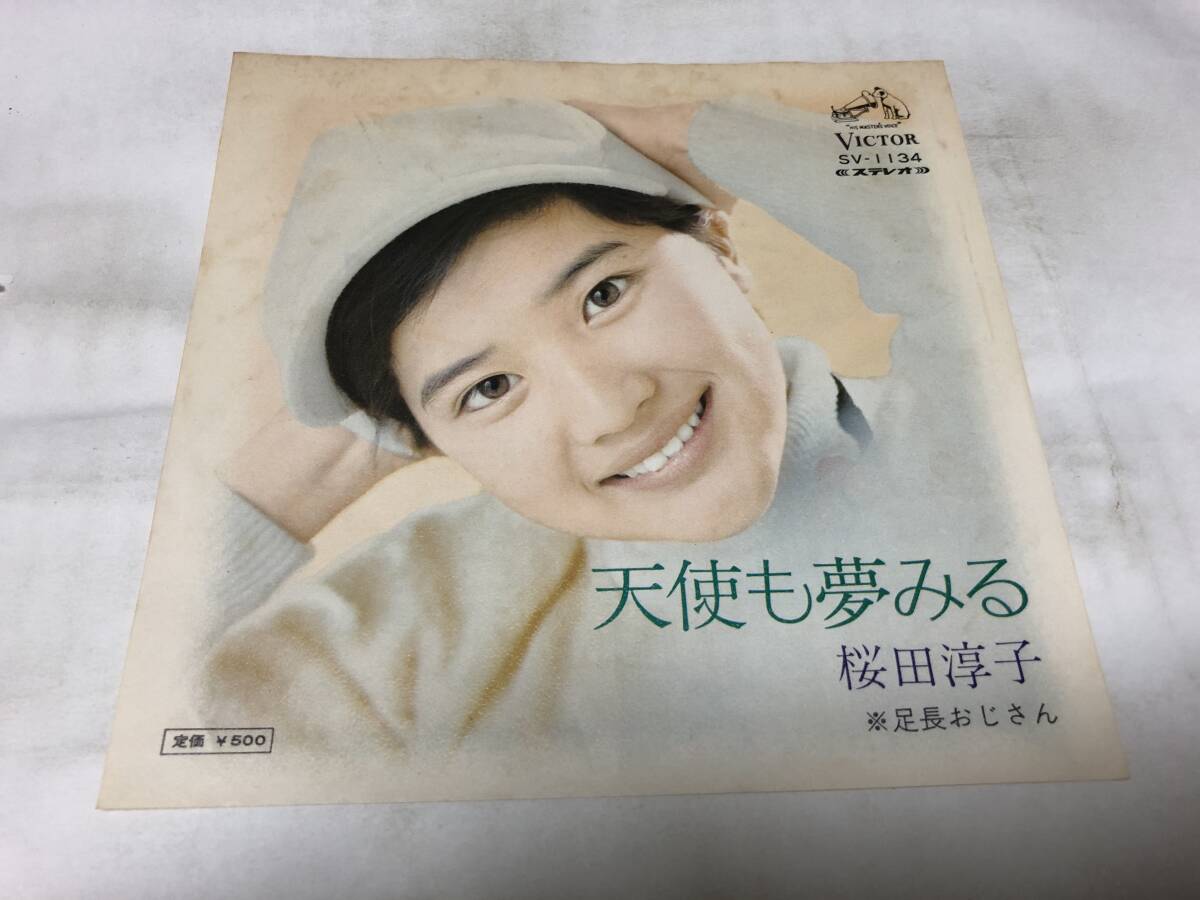 "HIS MASTER'S VOICE"
VICTOR
SV-1134
ステレオ
天使も夢みる
桜田淳子
※足長おじさん
定価 ¥500